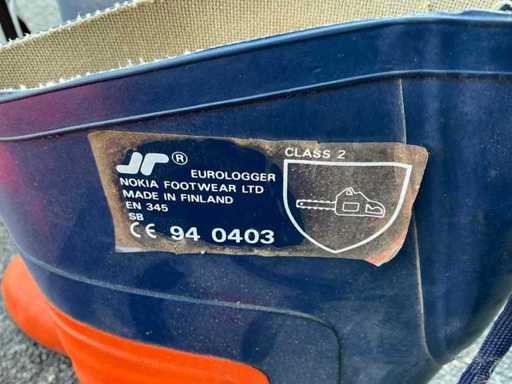 JF ®
EUROLOGGER
NOKIA FOOTWEAR LTD
MADE IN FINLAND
EN 345
SB
CE 94 0403
CLASS 2